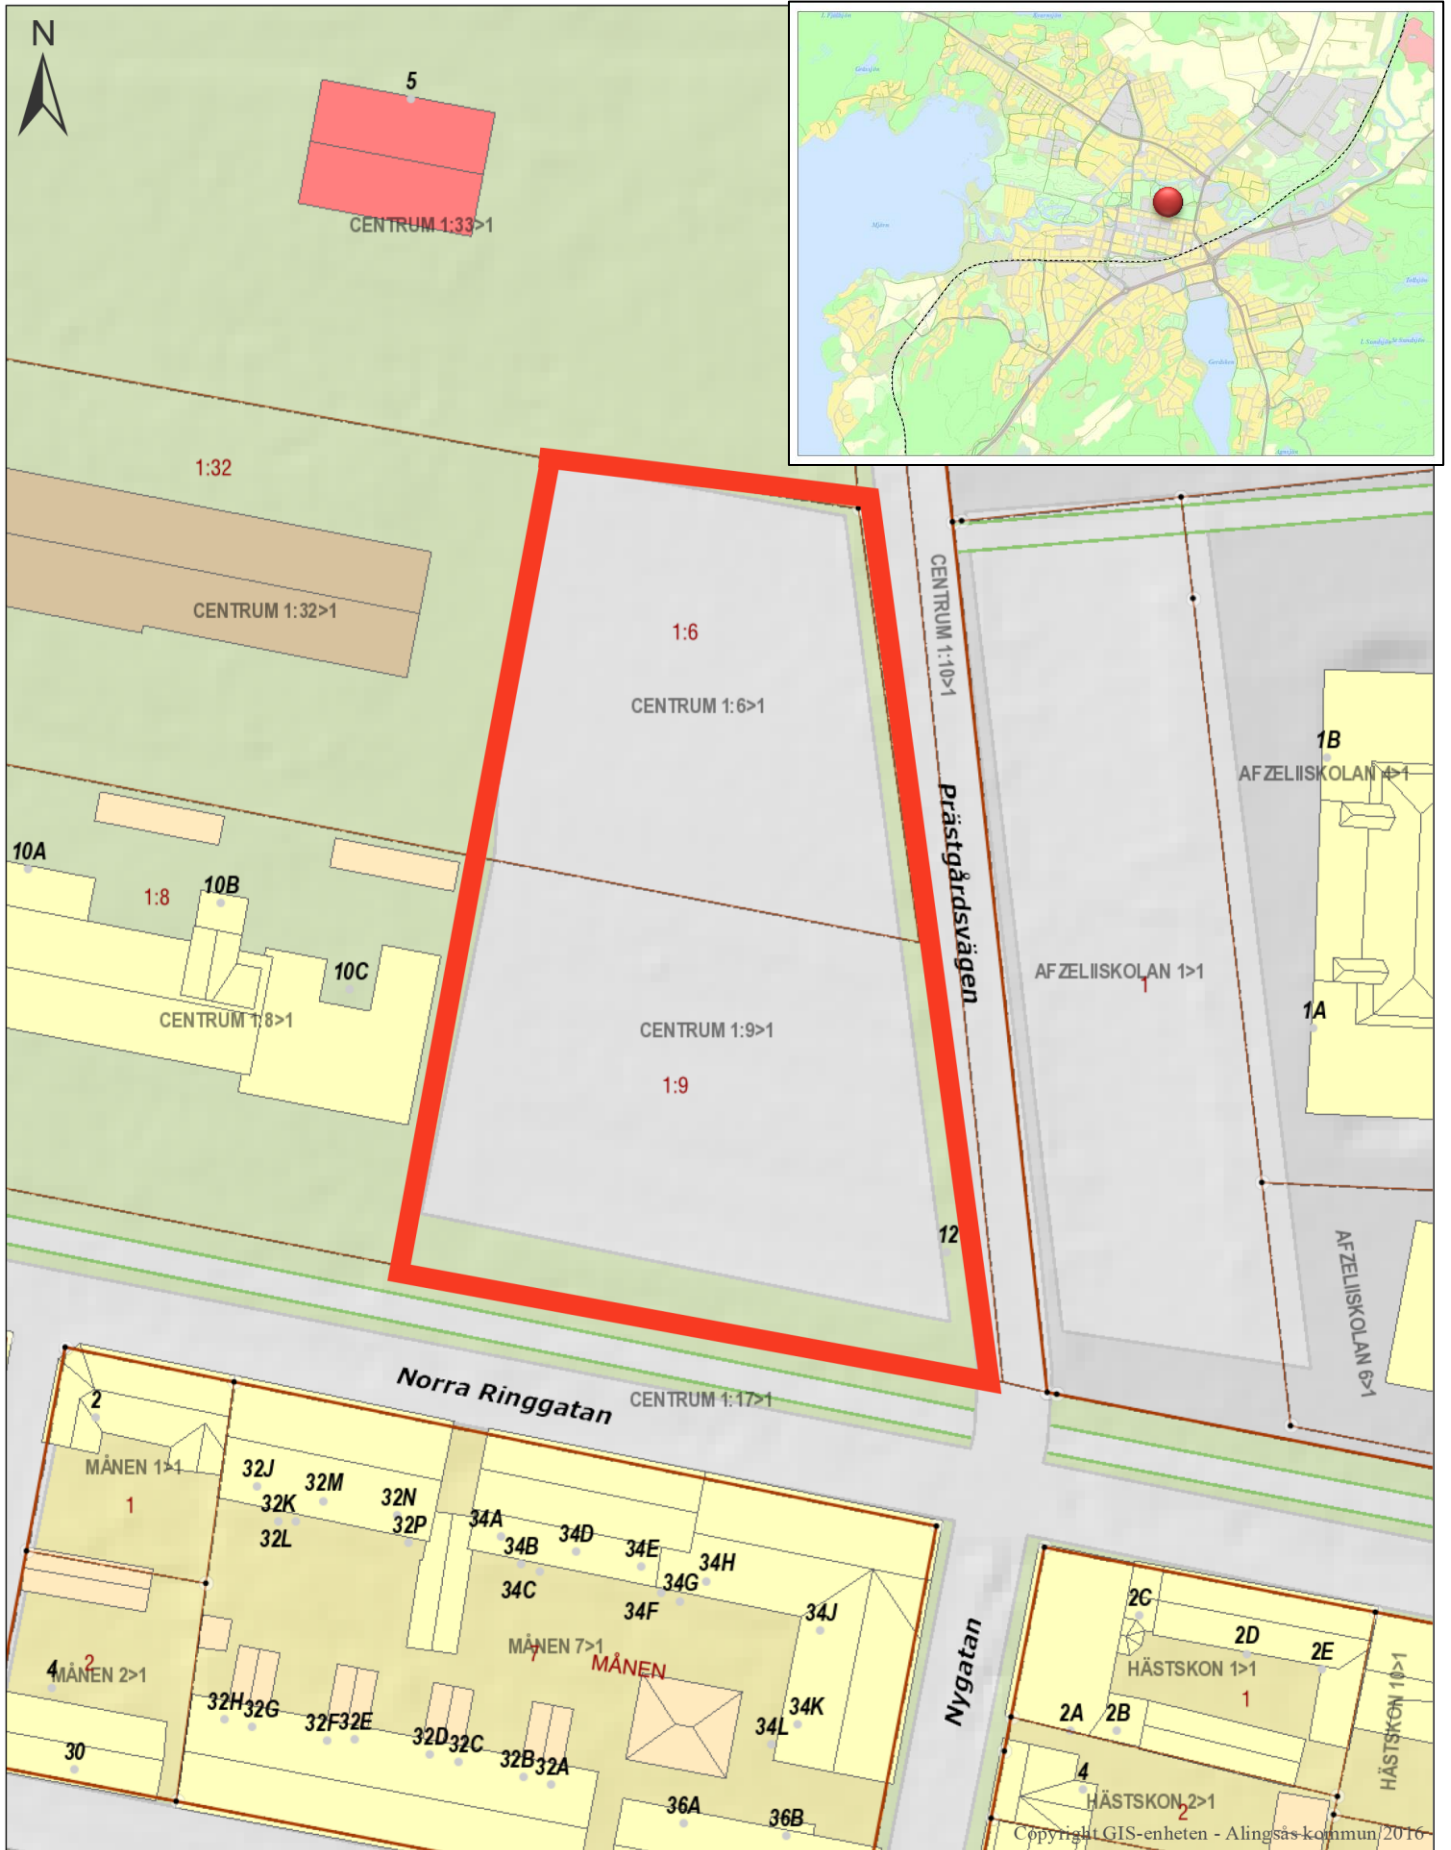 N
5
CENTRUM 1:33>1
Mjörn
Gerdsken
1:32
CENTRUM 1:32>1
1:6
CENTRUM 1:6>1
CENTRUM 1:10>1
Prästgårdsvägen
1B
AFZELIISKOLAN 4>1
10A
10B
1:8
10C
CENTRUM 1:8>1
AFZELIISKOLAN 1>1
1
1A
CENTRUM 1:9>1
1:9
12
AFZELIISKOLAN 6>1
Norra Ringgatan
CENTRUM 1:17>1
2
MÅNEN 1>1
1
32J
32M
32K
32N
32L
32P
34A
34B
34D
34E
34C
34G
34H
34F
34J
MÅNEN 7>1
7
MÅNEN
4
2
MÅNEN 2>1
32H
32G
32F
32E
32D
32C
32B
32A
34K
34L
30
36A
36B
Nygatan
2C
2D
2E
HÄSTSKON 1>1
1
2A
2B
HÄSTSKON 10>1
4
HÄSTSKON 2>1
2
Copyright GIS-enheten - Alingsås kommun 2016